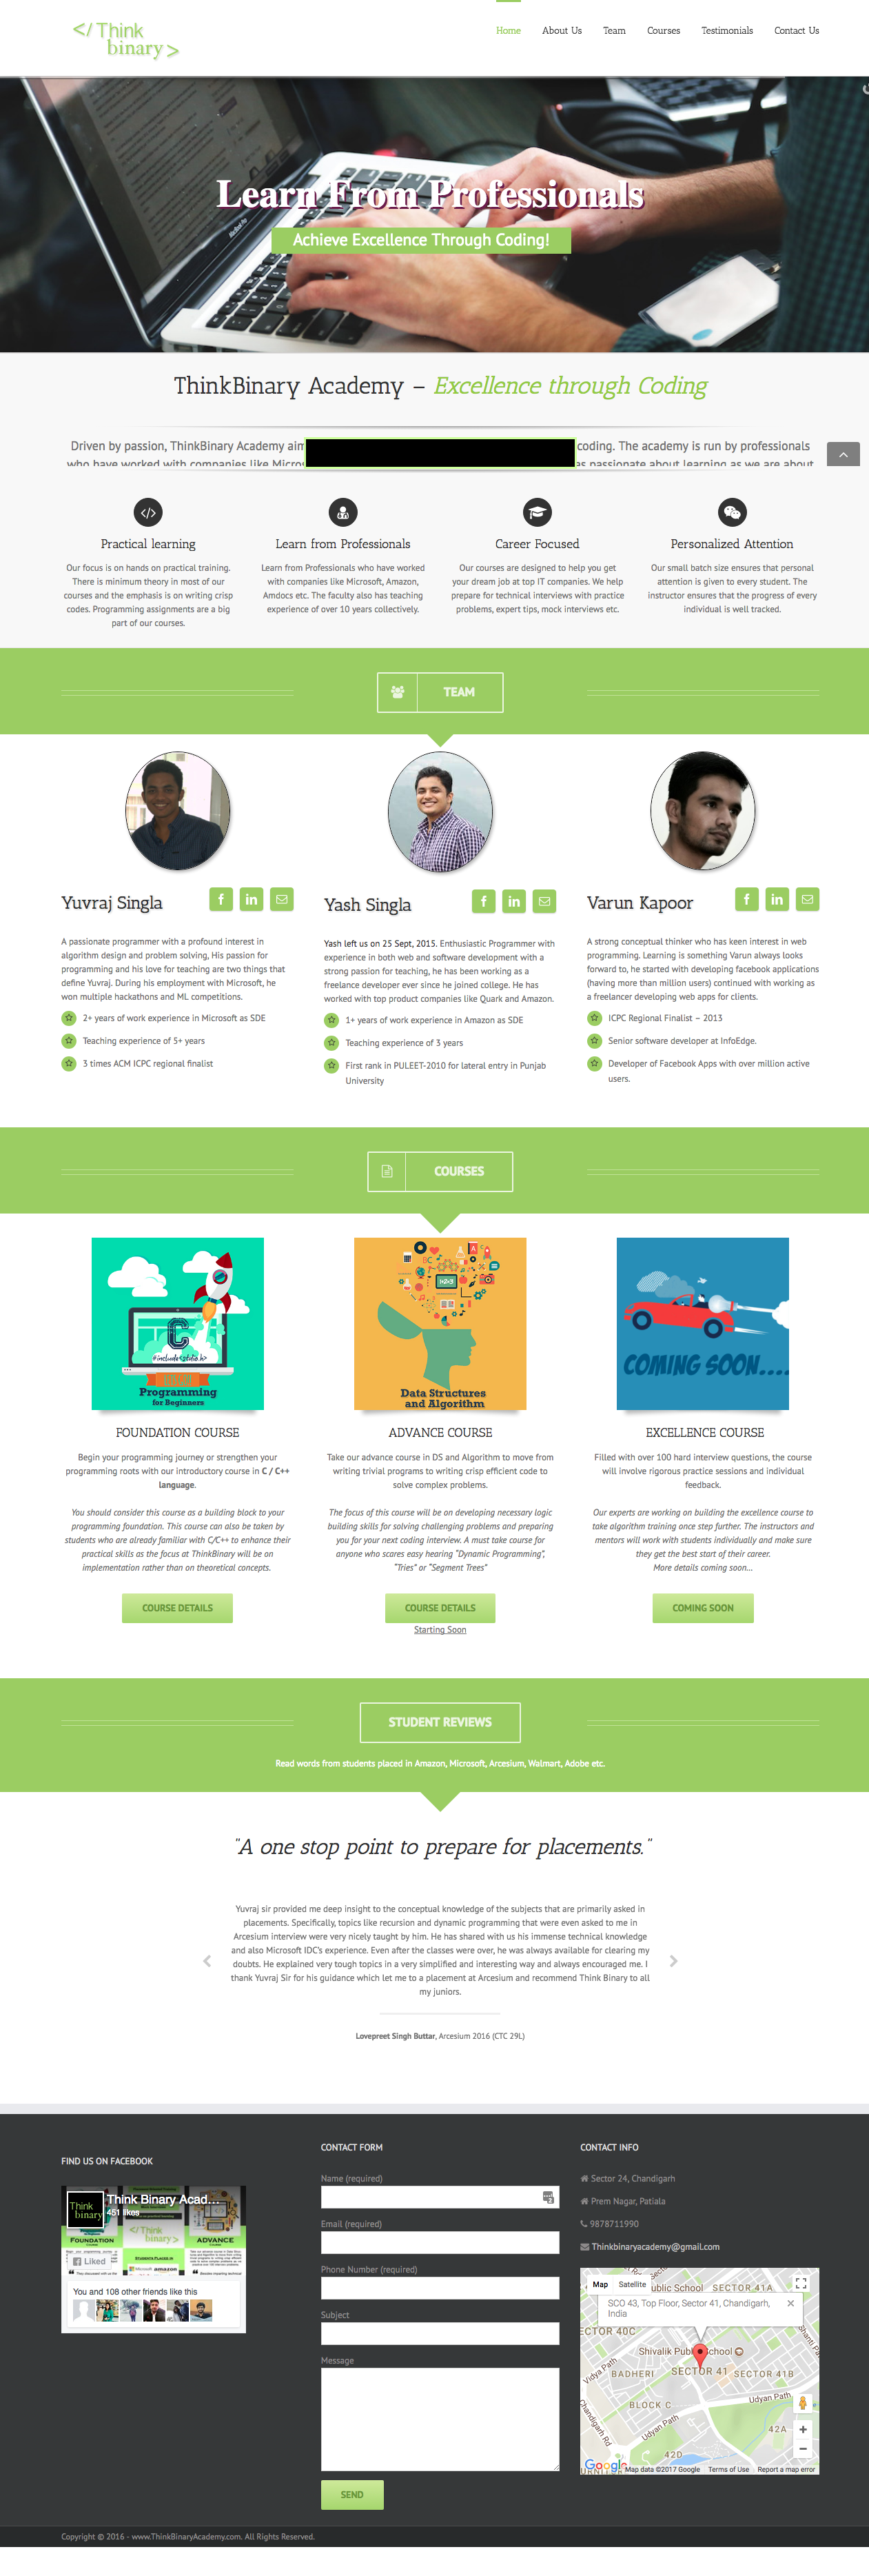 </Think
binary>
Home About Us Team Courses Testimonials Contact Us
Learn From Professionals
Achieve Excellence Through Coding!
ThinkBinary Academy – Excellence through Coding
Driven by passion, ThinkBinary Academy coding. The academy is run by professionals
who have worked with companies like passionate about learning as we are about
Practical learning
Our focus is on hands on practical training.
There is minimum theory in most of our
courses and the emphasis is on writing crisp
codes. Programming assignments are a big
part of our courses.
Learn from Professionals
Learn from Professionals who have worked
with companies like Microsoft, Amazon,
Amdocs etc. The faculty also has teaching
experience of over 10 years collectively.
Career Focused
Our courses are designed to help you get
your dream job at top IT companies. We help
prepare for technical interviews with practice
problems, expert tips, mock interviews etc.
Personalized Attention
Our small batch size ensures that personal
attention is given to every student. The
instructor ensures that the progress of every
individual is well tracked.
TEAM
Yuvraj Singla
A passionate programmer with a profound interest in
algorithm design and problem solving, His passion for
programming and his love for teaching are two things that
define Yuvraj. During his employment with Microsoft, he
won multiple hackathons and ML competitions.
2+ years of work experience in Microsoft as SDE
Teaching experience of 5+ years
3 times ACM ICPC regional finalist
Yash Singla
Yash left us on 25 Sept, 2015. Enthusiastic Programmer with
experience in both web and software development with a
strong passion for teaching, he has been working as a
freelance developer ever since he joined college. He has
worked with top product companies like Quark and Amazon.
1+ years of work experience in Amazon as SDE
Teaching experience of 3 years
First rank in PULEET-2010 for lateral entry in Punjab
University
Varun Kapoor
A strong conceptual thinker who has keen interest in web
programming. Learning is something Varun always looks
forward to, he started with developing facebook applications
(having more than million users) continued with working as
a freelancer developing web apps for clients.
ICPC Regional Finalist – 2013
Senior software developer at InfoEdge.
Developer of Facebook Apps with over million active
users.
COURSES
C
#include<stdio.h>
Programming
for Beginners
FOUNDATION COURSE
Begin your programming journey or strengthen your
programming roots with our introductory course in C / C++
language.
You should consider this course as a building block to your
programming foundation. This course can also be taken by
students who are already familiar with C/C++ to enhance their
practical skills as the focus at ThinkBinary will be on
implementation rather than on theoretical concepts.
COURSE DETAILS
Data Structures
and Algorithm
ADVANCE COURSE
Take our advance course in DS and Algorithm to move from
writing trivial programs to writing crisp efficient code to
solve complex problems.
The focus of this course will be on developing necessary logic
building skills for solving challenging problems and preparing
you for your next coding interview. A must take course for
anyone who scares easy hearing "Dynamic Programming",
"Tries" or "Segment Trees"
COURSE DETAILS
Starting Soon
COMING SOON....
EXCELLENCE COURSE
Filled with over 100 hard interview questions, the course
will involve rigorous practice sessions and individual
feedback.
Our experts are working on building the excellence course to
take algorithm training once step further. The instructors and
mentors will work with students individually and make sure
they get the best start of their career.
More details coming soon...
COMING SOON
STUDENT REVIEWS
Read words from students placed in Amazon, Microsoft, Arcesium, Walmart, Adobe etc.
"A one stop point to prepare for placements."
Yuvraj sir provided me deep insight to the conceptual knowledge of the subjects that are primarily asked in
placements. Specifically, topics like recursion and dynamic programming that were even asked to me in
Arcesium interview were very nicely taught by him. He has shared with us his immense technical knowledge
and also Microsoft IDC's experience. Even after the classes were over, he was always available for clearing my
doubts. He explained very tough topics in a very simplified and interesting way and always encouraged me. I
thank Yuvraj Sir for his guidance which let me to a placement at Arcesium and recommend Think Binary to all
my juniors.
Lovepreet Singh Buttar, Arcesium 2016 (CTC 29L)
FIND US ON FACEBOOK
Think
binary
Think Binary Acad...
451 likes
FOUNDATION
ADVANCE
Liked
You and 108 other friends like this
CONTACT FORM
Name (required)
Email (required)
Phone Number (required)
Subject
Message
SEND
CONTACT INFO
Sector 24, Chandigarh
Prem Nagar, Patiala
9878711990
Thinkbinaryacademy@gmail.com
Map Satellite
SCO 43, Top Floor, Sector 41, Chandigarh,
India
SECTOR 41A
Shivalik Public School
BADHERI SECTOR 41 SECTOR 41B
BLOCK C
Vidya Path
Udyan Path
Udyan Path
Chandigarh Rd
42A
42D
Google
Map data ©2017 Google Terms of Use Report a map error
Copyright © 2016 - www.ThinkBinaryAcademy.com. All Rights Reserved.